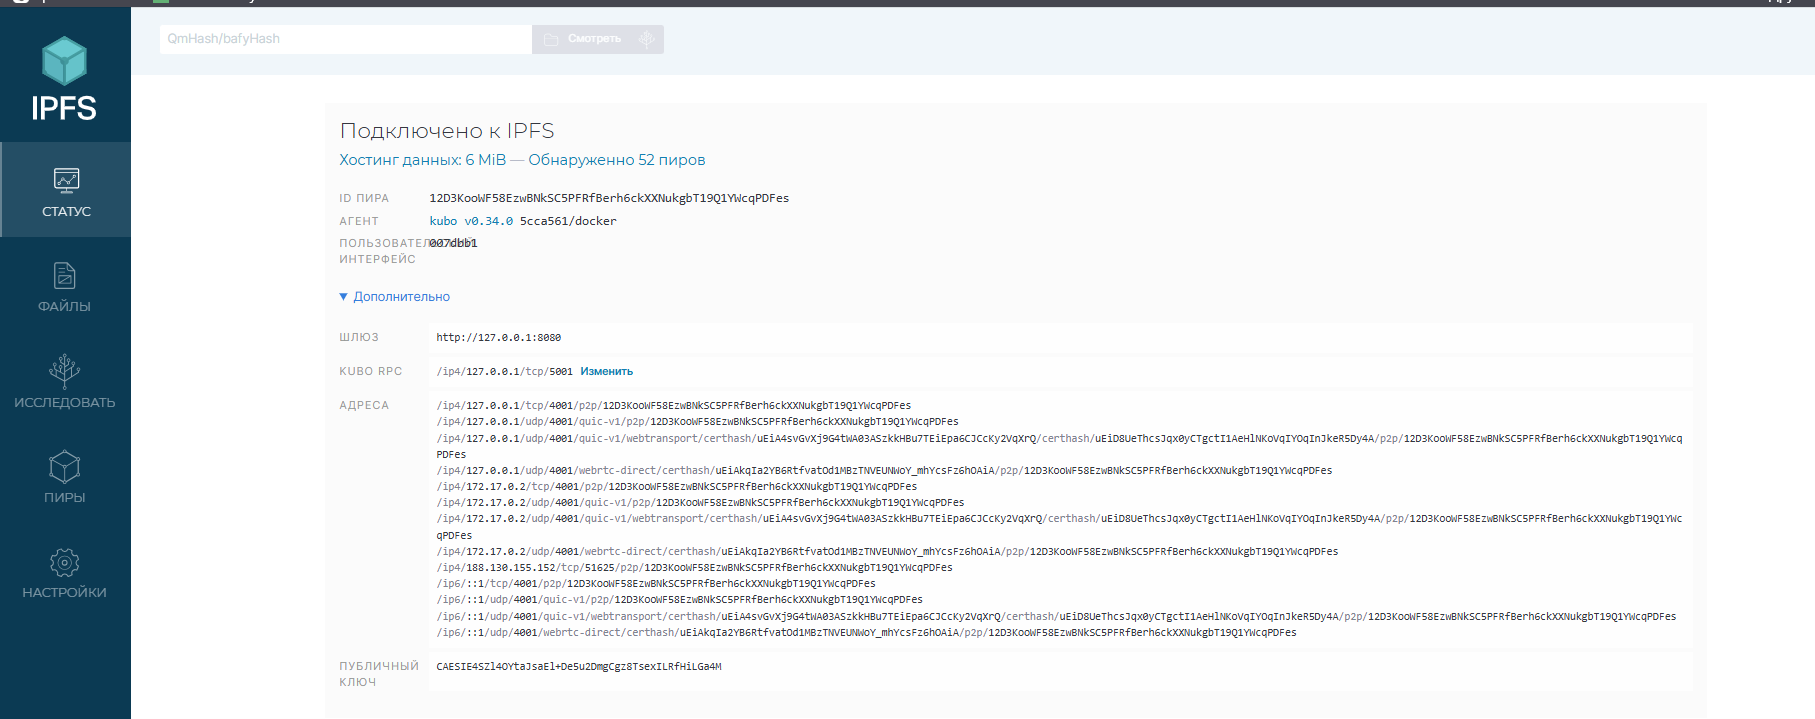 QmHash/bafyHash
Смотреть
IPFS
СТАТУС
ФАЙЛЫ
ИССЛЕДОВАТЬ
ПИРЫ
НАСТРОЙКИ
Подключено к IPFS
Хостинг данных: 6 MiB — Обнаруженно 52 пиров
ID ПИРА 12D3KooWF58EzwBNkSC5PFRfBerh6ckXXNukgbT19Q1YWcqPDFes
АГЕНТ kubo v0.34.0 5cca561/docker
ПОЛЬЗОВАТЕЛЬСКИЙ 007dbb1
ИНТЕРФЕЙС
▼ Дополнительно
ШЛЮЗ http://127.0.0.1:8080
KUBO RPC /ip4/127.0.0.1/tcp/5001 Изменить
АДРЕСА /ip4/127.0.0.1/tcp/4001/p2p/12D3KooWF58EzwBNkSC5PFRfBerh6ckXXNukgbT19Q1YWcqPDFes
/ip4/127.0.0.1/udp/4001/quic-v1/p2p/12D3KooWF58EzwBNkSC5PFRfBerh6ckXXNukgbT19Q1YWcqPDFes
/ip4/127.0.0.1/udp/4001/quic-v1/webtransport/certhash/uEiA4svGvXj9G4tWA03ASzkkHBu7TEiEpa6CJCcKy2VqXrQ/certhash/uEiD8UeThcsJqx0yCTgctI1AeHlNKoVqIYOqInJkeR5Dy4A/p2p/12D3KooWF58EzwBNkSC5PFRfBerh6ckXXNukgbT19Q1YWcq
PDFes
/ip4/127.0.0.1/udp/4001/webrtc-direct/certhash/uEiAkqIa2YB6RtfvatOd1MBzTNVEUNWoY_mhYcsFz6hOAiA/p2p/12D3KooWF58EzwBNkSC5PFRfBerh6ckXXNukgbT19Q1YWcqPDFes
/ip4/172.17.0.2/tcp/4001/p2p/12D3KooWF58EzwBNkSC5PFRfBerh6ckXXNukgbT19Q1YWcqPDFes
/ip4/172.17.0.2/udp/4001/quic-v1/p2p/12D3KooWF58EzwBNkSC5PFRfBerh6ckXXNukgbT19Q1YWcqPDFes
/ip4/172.17.0.2/udp/4001/quic-v1/webtransport/certhash/uEiA4svGvXj9G4tWA03ASzkkHBu7TEiEpa6CJCcKy2VqXrQ/certhash/uEiD8UeThcsJqx0yCTgctI1AeHlNKoVqIYOqInJkeR5Dy4A/p2p/12D3KooWF58EzwBNkSC5PFRfBerh6ckXXNukgbT19Q1YWc
qPDFes
/ip4/172.17.0.2/udp/4001/webrtc-direct/certhash/uEiAkqIa2YB6RtfvatOd1MBzTNVEUNWoY_mhYcsFz6hOAiA/p2p/12D3KooWF58EzwBNkSC5PFRfBerh6ckXXNukgbT19Q1YWcqPDFes
/ip4/188.130.155.152/tcp/51625/p2p/12D3KooWF58EzwBNkSC5PFRfBerh6ckXXNukgbT19Q1YWcqPDFes
/ip6/::1/tcp/4001/p2p/12D3KooWF58EzwBNkSC5PFRfBerh6ckXXNukgbT19Q1YWcqPDFes
/ip6/::1/udp/4001/quic-v1/p2p/12D3KooWF58EzwBNkSC5PFRfBerh6ckXXNukgbT19Q1YWcqPDFes
/ip6/::1/udp/4001/quic-v1/webtransport/certhash/uEiA4svGvXj9G4tWA03ASzkkHBu7TEiEpa6CJCcKy2VqXrQ/certhash/uEiD8UeThcsJqx0yCTgctI1AeHlNKoVqIYOqInJkeR5Dy4A/p2p/12D3KooWF58EzwBNkSC5PFRfBerh6ckXXNukgbT19Q1YWcqPDFes
/ip6/::1/udp/4001/webrtc-direct/certhash/uEiAkqIa2YB6RtfvatOd1MBzTNVEUNWoY_mhYcsFz6hOAiA/p2p/12D3KooWF58EzwBNkSC5PFRfBerh6ckXXNukgbT19Q1YWcqPDFes
ПУБЛИЧНЫЙ CAESIE4SZl4OYtaJsaEl+De5u2DmgCgz8TsexILRfHiLGa4M
КЛЮЧ